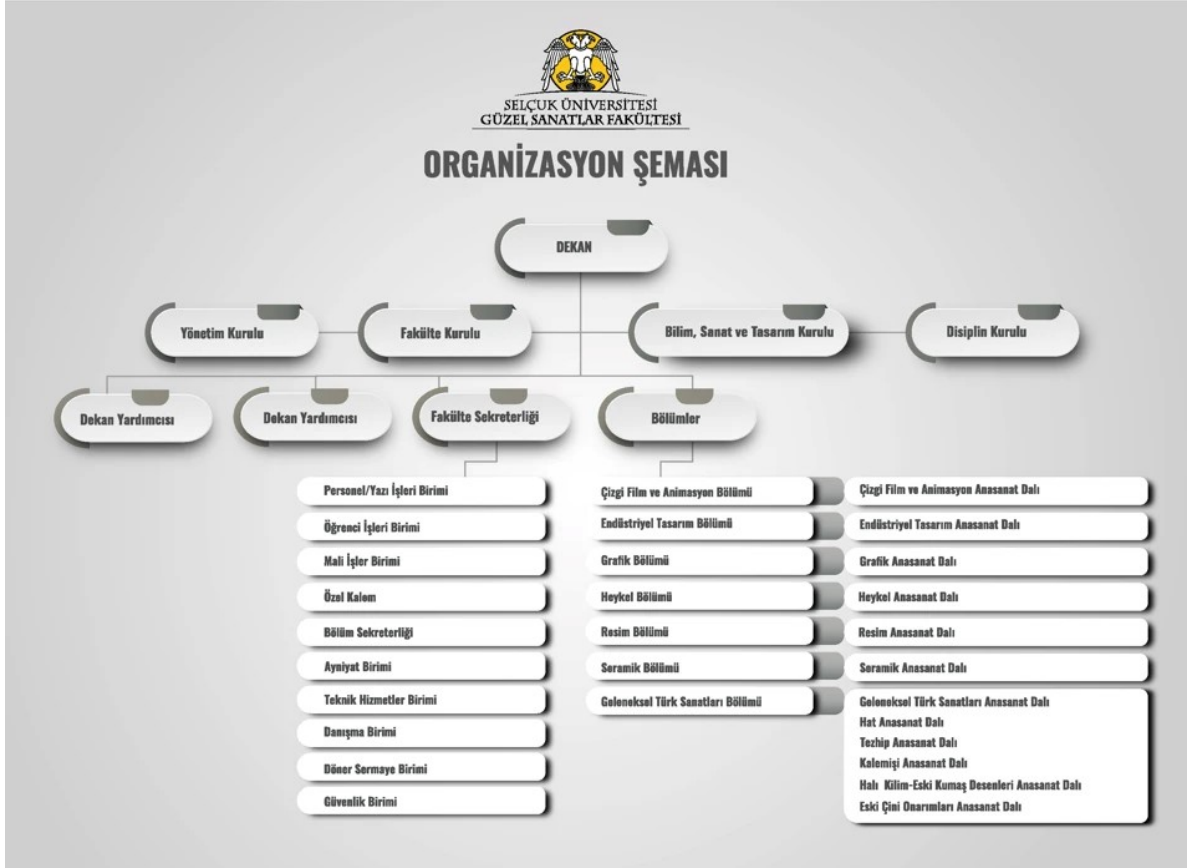 SELÇUK ÜNİVERSİTESİ
GÜZEL SANATLAR FAKÜLTESİ
ORGANİZASYON ŞEMASI
DEKAN
Yönetim Kurulu
Fakülte Kurulu
Bilim, Sanat ve Tasarım Kurulu
Disiplin Kurulu
Dekan Yardımcısı
Dekan Yardımcısı
Fakülte Sekreterliği
Bölümler
Personel/Yazı İşleri Birimi
Öğrenci İşleri Birimi
Mali İşler Birimi
Özel Kalem
Bölüm Sekreterliği
Ayniyat Birimi
Teknik Hizmetler Birimi
Danışma Birimi
Döner Sermaye Birimi
Güvenlik Birimi
Çizgi Film ve Animasyon Bölümü
Endüstriyel Tasarım Bölümü
Grafik Bölümü
Heykel Bölümü
Resim Bölümü
Seramik Bölümü
Geleneksel Türk Sanatları Bölümü
Çizgi Film ve Animasyon Anasanat Dalı
Endüstriyel Tasarım Anasanat Dalı
Grafik Anasanat Dalı
Heykel Anasanat Dalı
Resim Anasanat Dalı
Seramik Anasanat Dalı
Geleneksel Türk Sanatları Anasanat Dalı
Hat Anasanat Dalı
Tezhip Anasanat Dalı
Kalemişi Anasanat Dalı
Halı Kilim-Eski Kumaş Desenleri Anasanat Dalı
Eski Çini Onarımları Anasanat Dalı